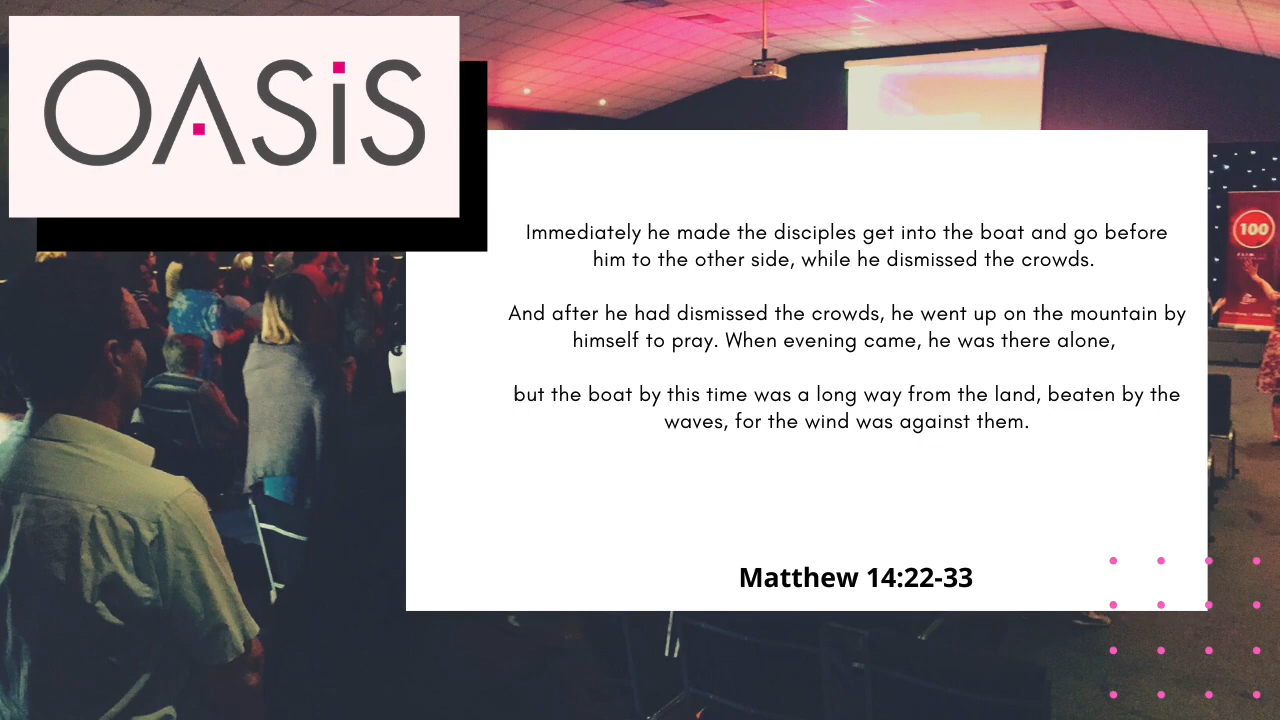 OASiS
Immediately he made the disciples get into the boat and go before
him to the other side, while he dismissed the crowds.
And after he had dismissed the crowds, he went up on the mountain by
himself to pray. When evening came, he was there alone,
but the boat by this time was a long way from the land, beaten by the
waves, for the wind was against them.
Matthew 14:22-33
100